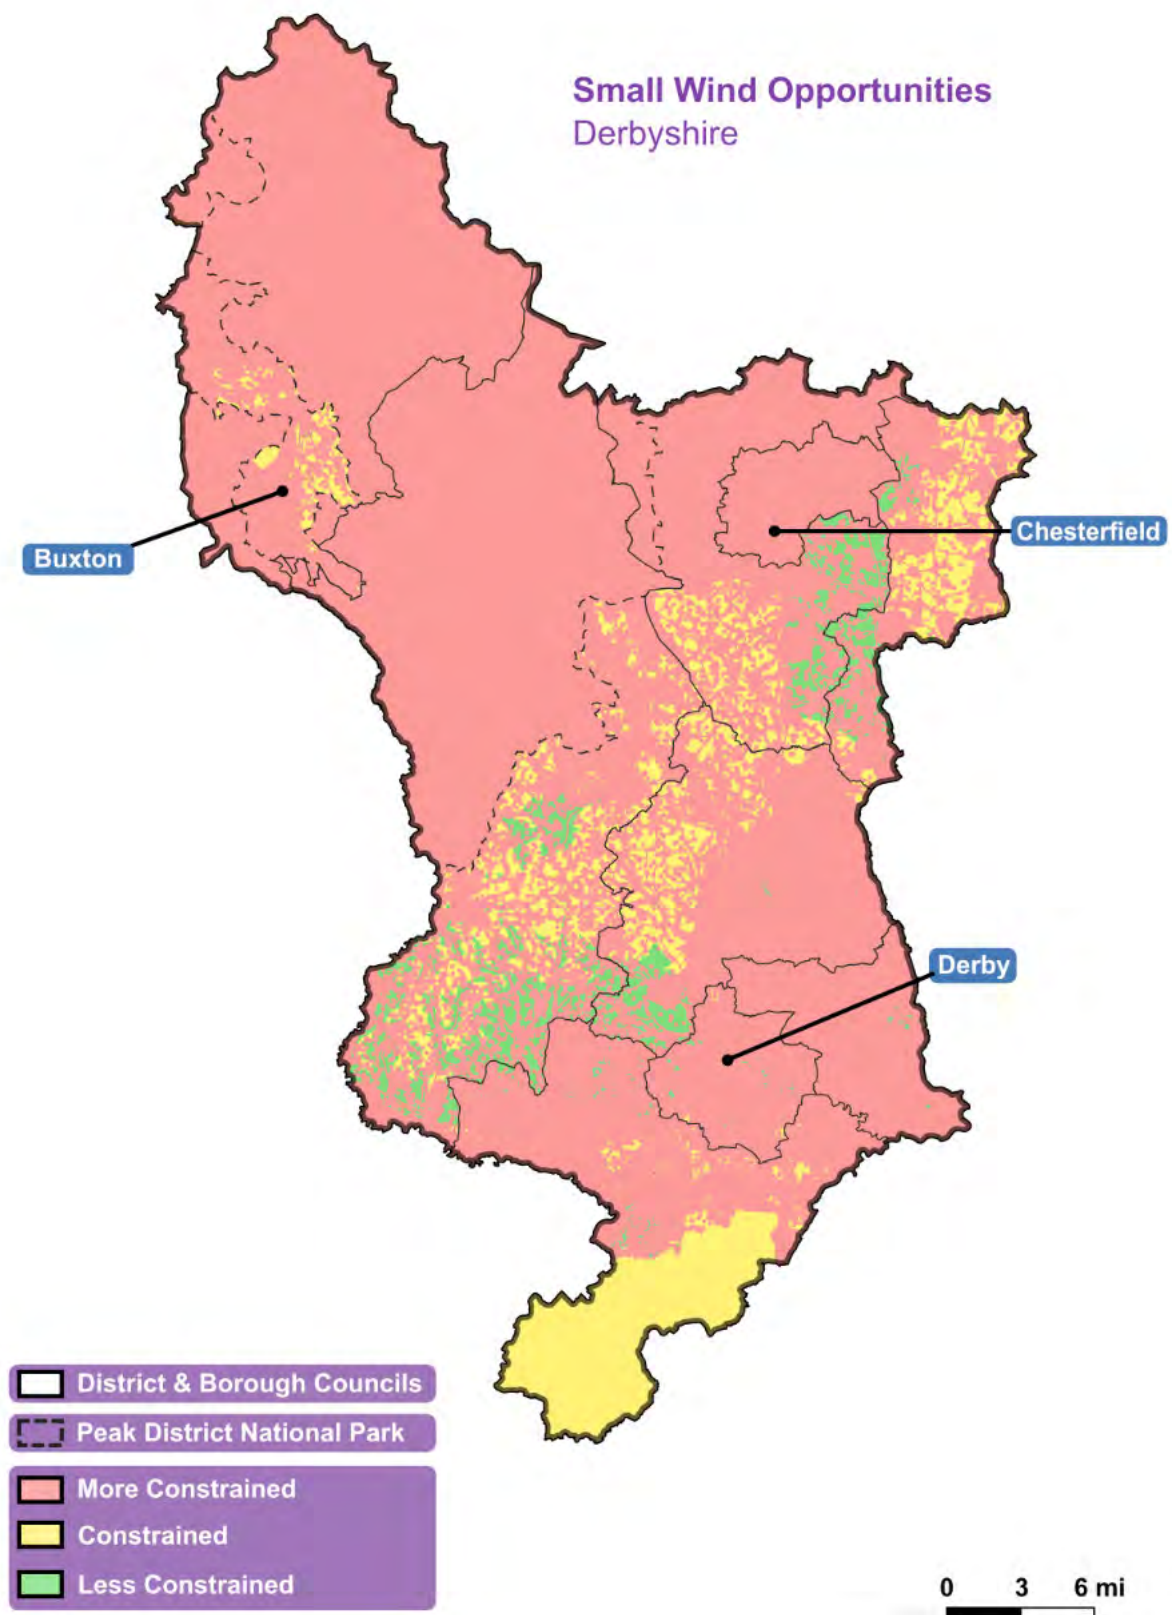 Small Wind Opportunities
Derbyshire
Buxton
Chesterfield
Derby
District & Borough Councils
Peak District National Park
More Constrained
Constrained
Less Constrained
0 3 6 mi